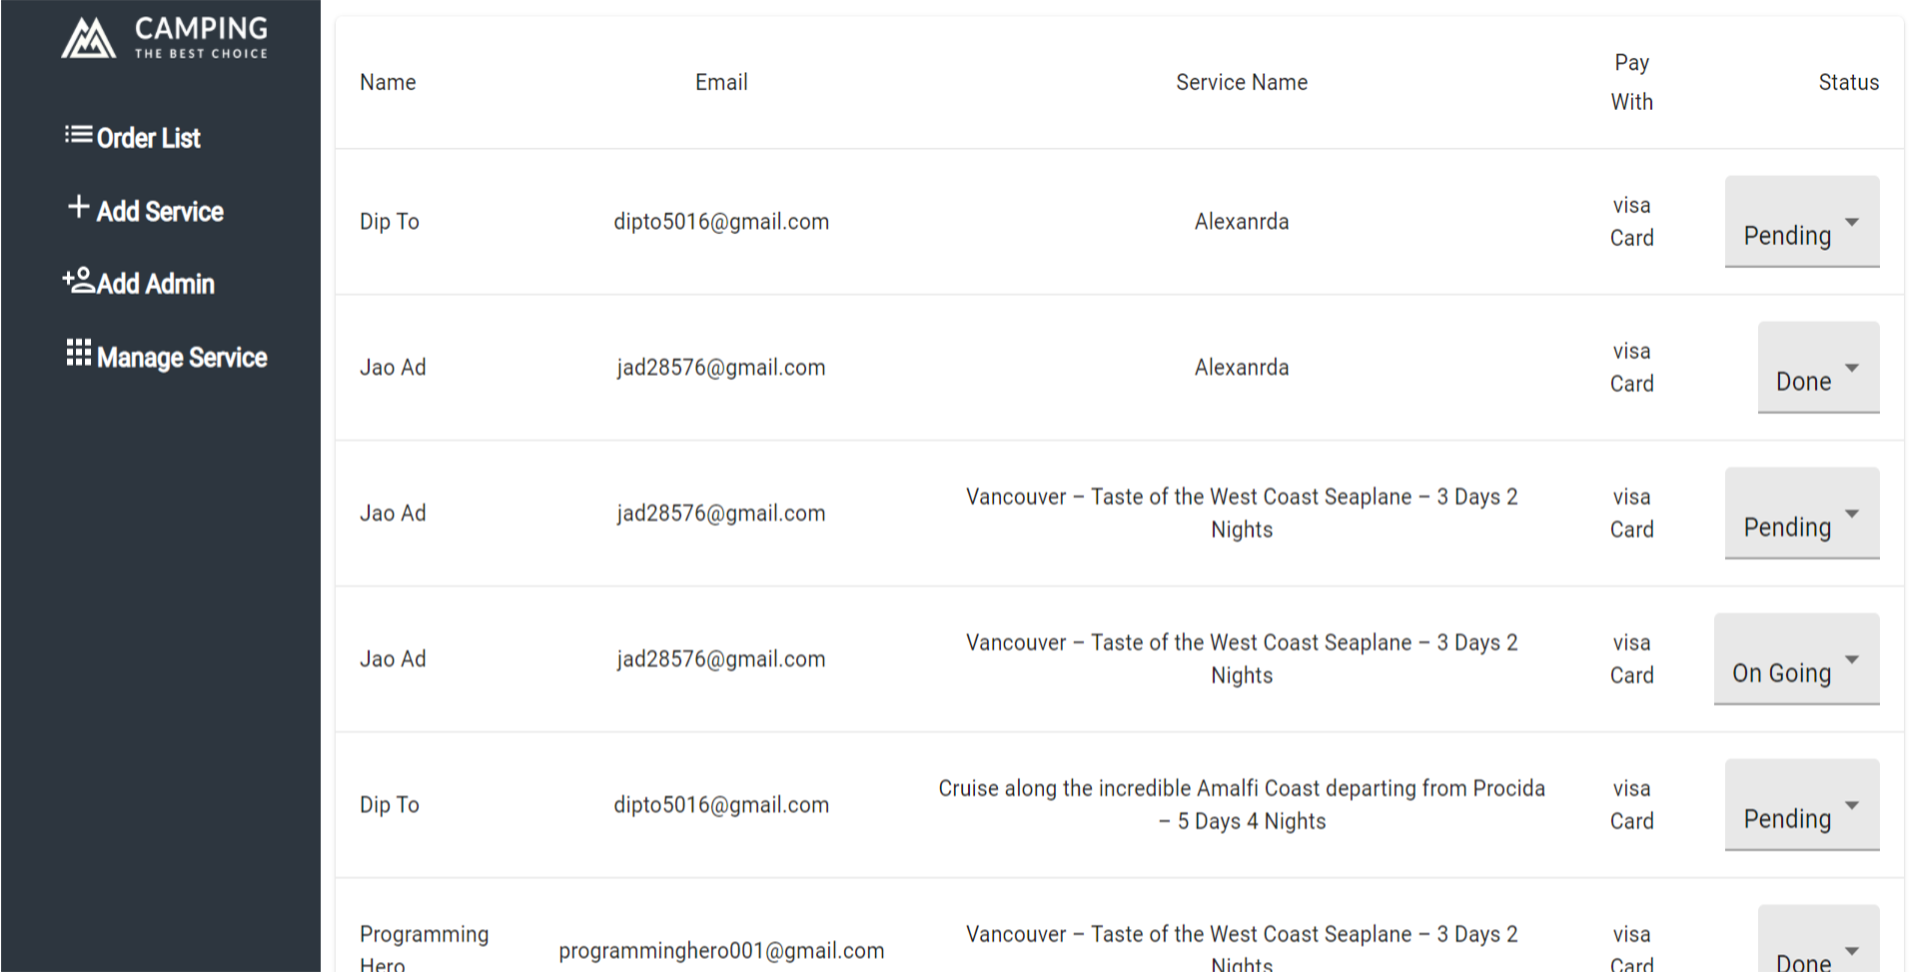 CAMPING
THE BEST CHOICE
Order List
Add Service
Add Admin
Manage Service
Name Email Service Name Pay With Status
Dip To dipto5016@gmail.com Alexanrda visa Card Pending
Jao Ad jad28576@gmail.com Alexanrda visa Card Done
Jao Ad jad28576@gmail.com Vancouver – Taste of the West Coast Seaplane – 3 Days 2 Nights visa Card Pending
Jao Ad jad28576@gmail.com Vancouver – Taste of the West Coast Seaplane – 3 Days 2 Nights visa Card On Going
Dip To dipto5016@gmail.com Cruise along the incredible Amalfi Coast departing from Procida – 5 Days 4 Nights visa Card Pending
Programming Hero programminghero001@gmail.com Vancouver – Taste of the West Coast Seaplane – 3 Days 2 Nights visa Card Done